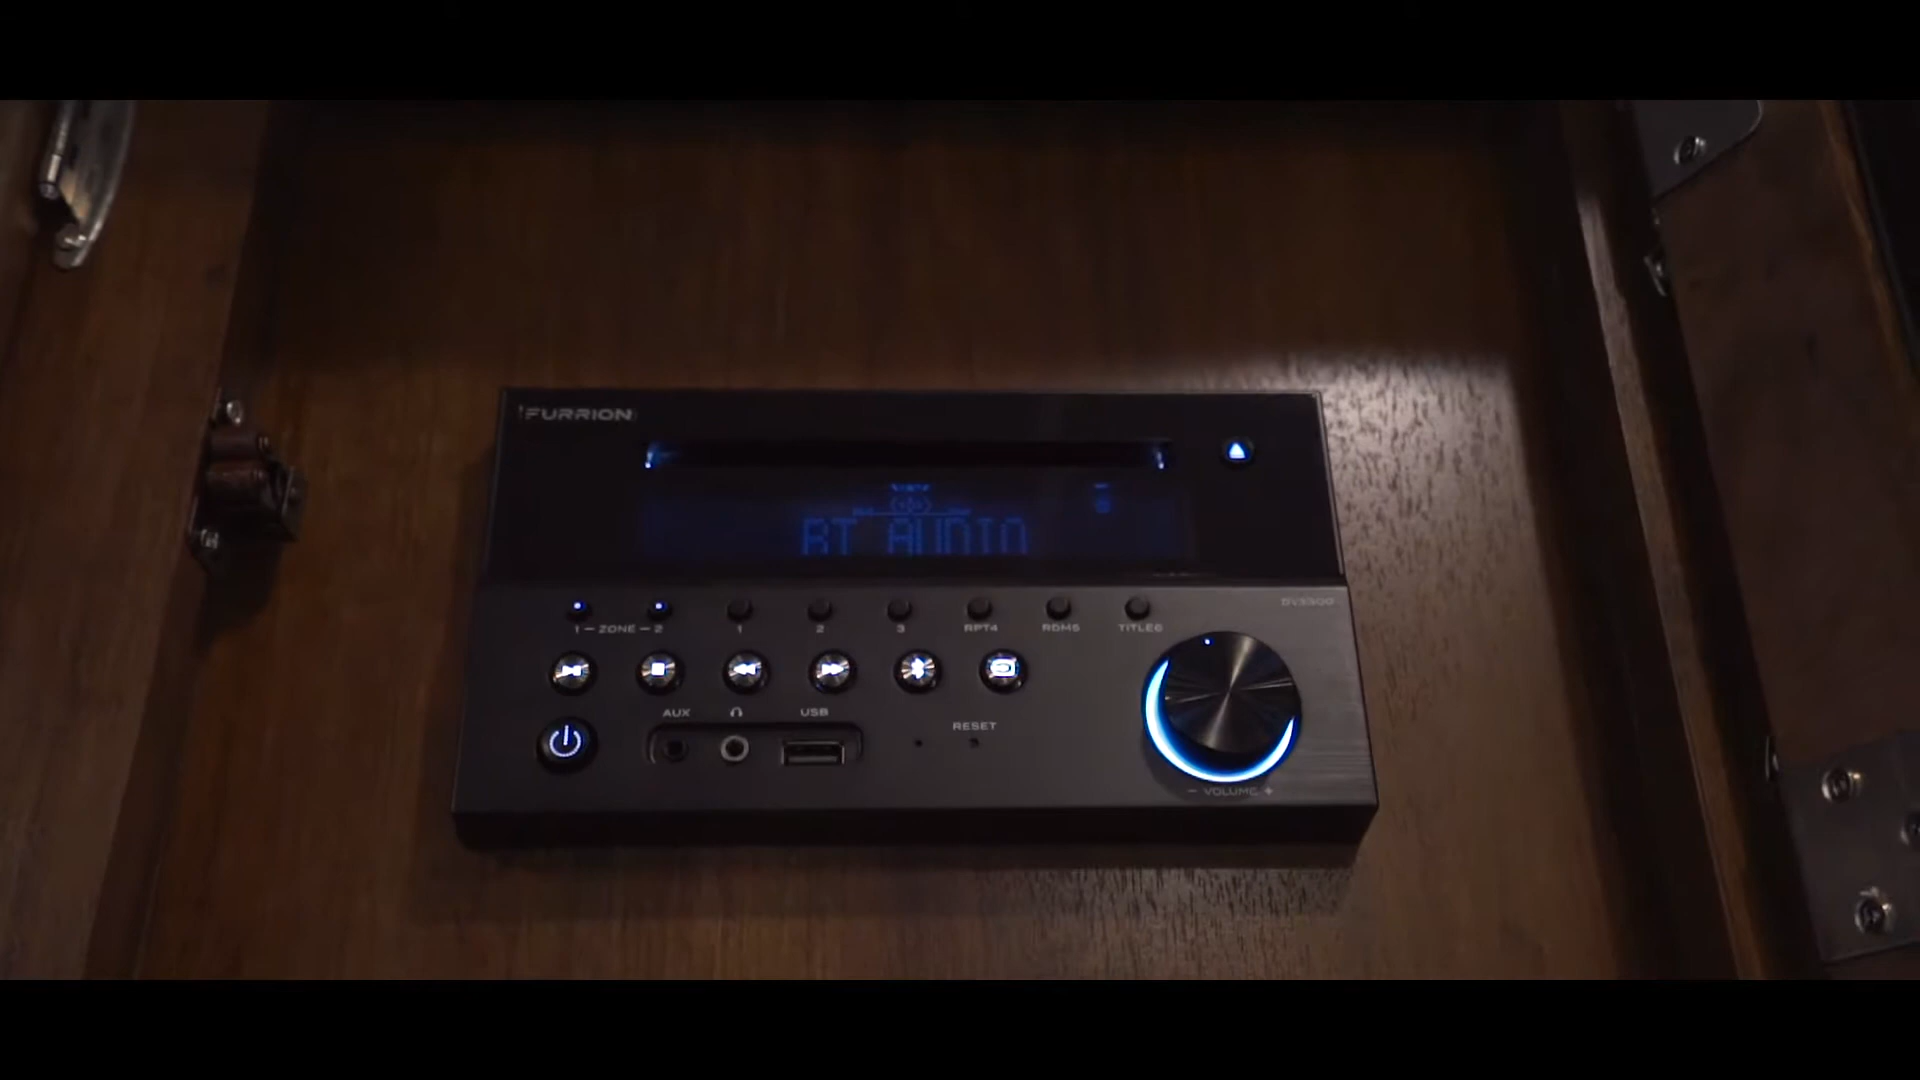 FURRION
BT AUDIO
DV3300
1 – ZONE – 2 1 2 3 RPT4 RDM5 TITLE6
AUX USB
RESET
– VOLUME +